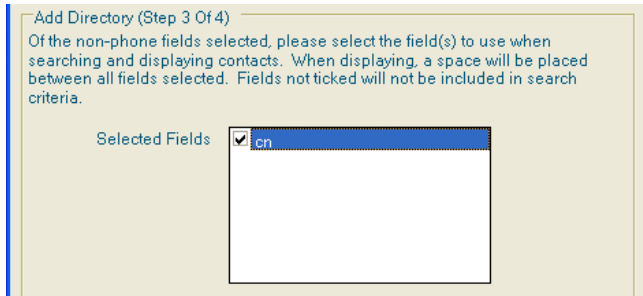 Add Directory (Step 3 Of 4)
Of the non-phone fields selected, please select the field(s) to use when
searching and displaying contacts. When displaying, a space will be placed
between all fields selected. Fields not ticked will not be included in search
criteria.
Selected Fields
cn